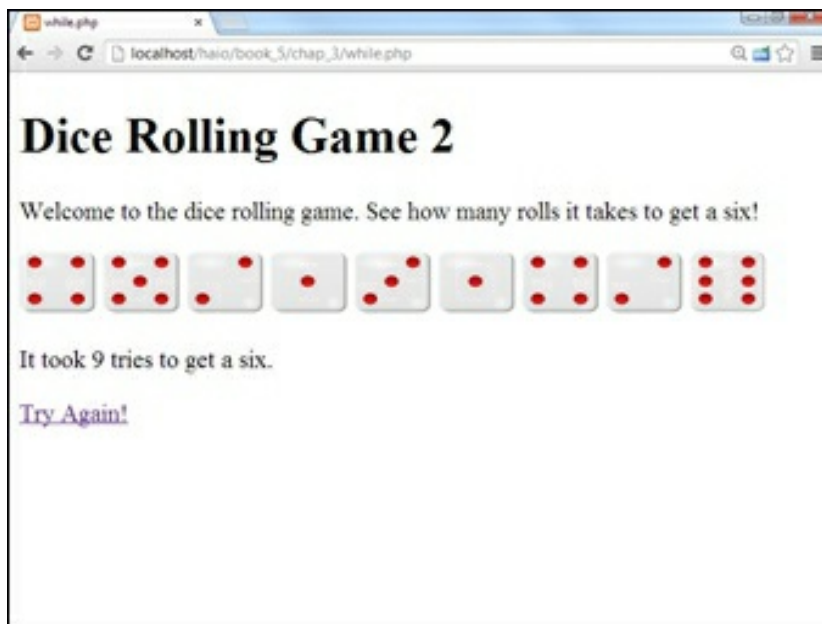 while.php
localhost/haio/book_5/chap_3/while.php
Dice Rolling Game 2
Welcome to the dice rolling game. See how many rolls it takes to get a six!
It took 9 tries to get a six.
Try Again!